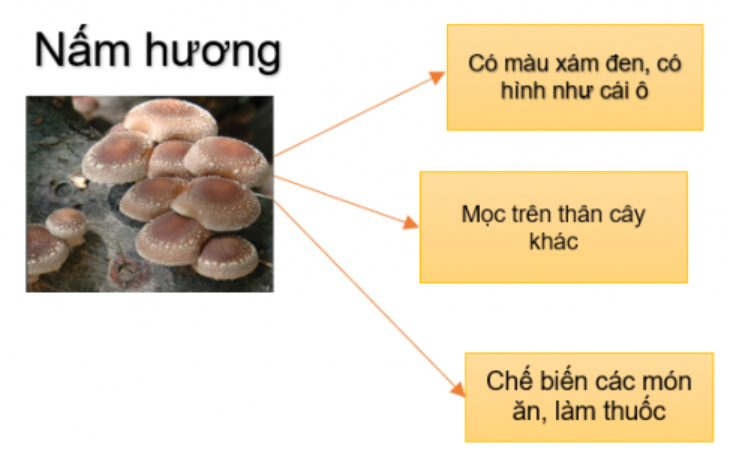 Nấm hương
Có màu xám đen, có
hình như cái ô
Mọc trên thân cây
khác
Chế biến các món
ăn, làm thuốc